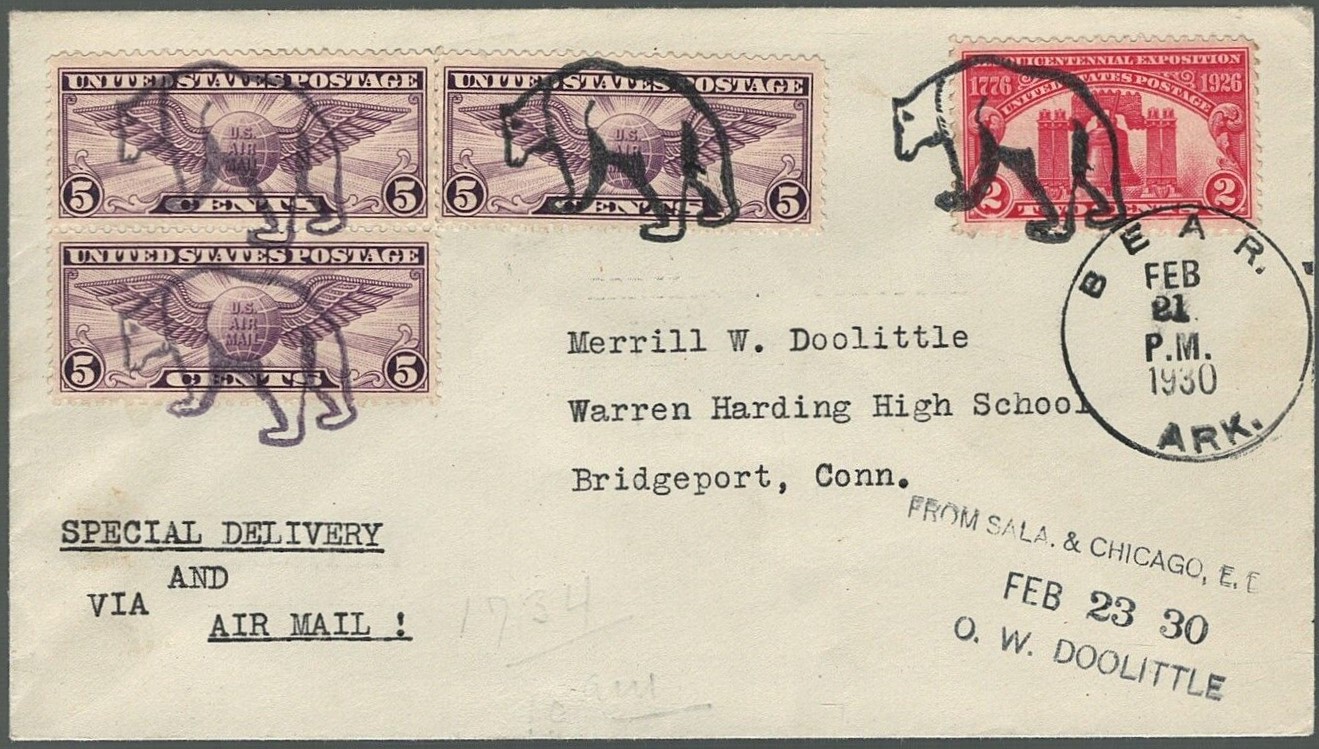 UNITED STATES POSTAGE
U.S.
AIR
MAIL
5 CENTS 5
UNITED STATES POSTAGE
U.S.
AIR
MAIL
5 CENTS 5
UNITED STATES POSTAGE
U.S.
AIR
MAIL
5 CENTS 5
QUICENTENNIAL EXPOSITION
1776 1926
UNITED STATES POSTAGE
2 TWO CENTS 2
BEAR.
FEB
21
P.M.
1930
ARK.
Merrill W. Doolittle
Warren Harding High School
Bridgeport, Conn.
SPECIAL DELIVERY
AND
VIA
AIR MAIL !
1734
FROM SALA. & CHICAGO, E.
FEB 23 30
O. W. DOOLITTLE